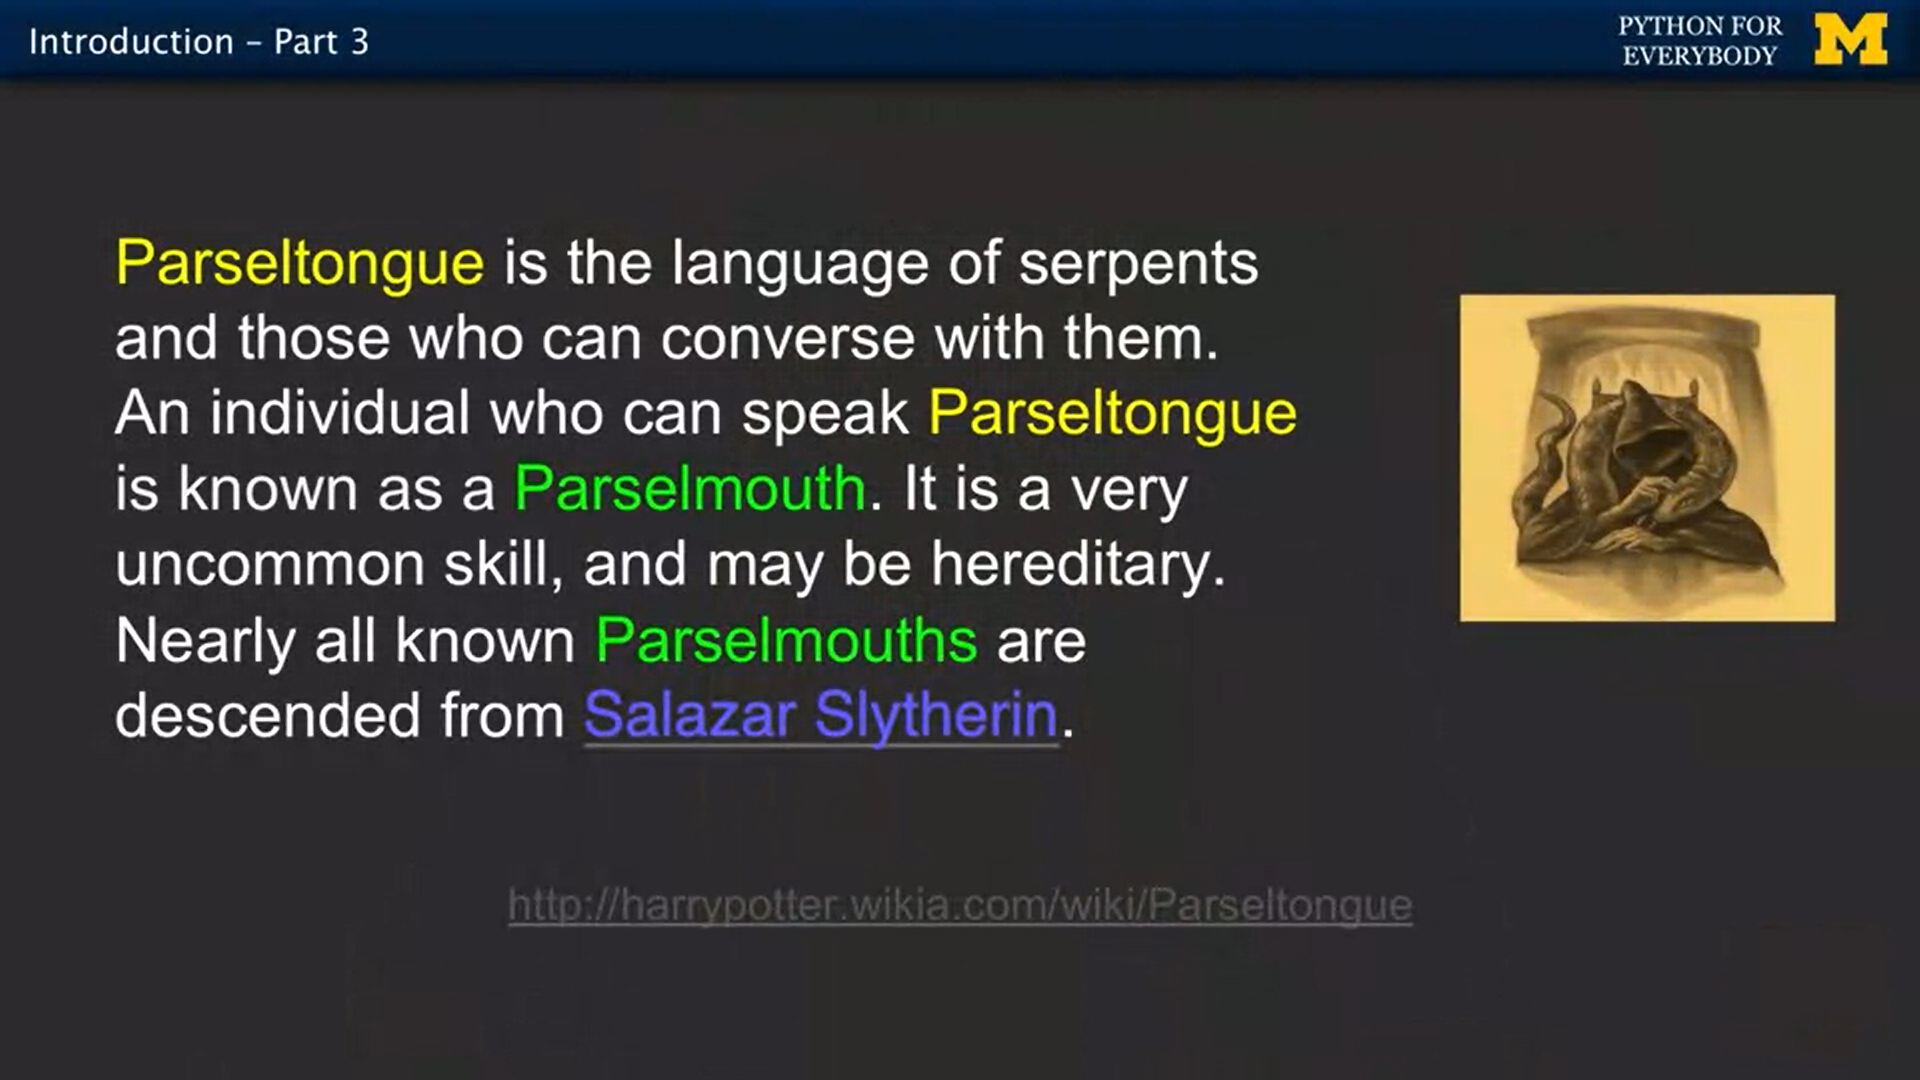 Introduction – Part 3
PYTHON FOR
EVERYBODY
M
Parseltongue is the language of serpents
and those who can converse with them.
An individual who can speak Parseltongue
is known as a Parselmouth. It is a very
uncommon skill, and may be hereditary.
Nearly all known Parselmouths are
descended from Salazar Slytherin.
http://harrypotter.wikia.com/wiki/Parseltongue